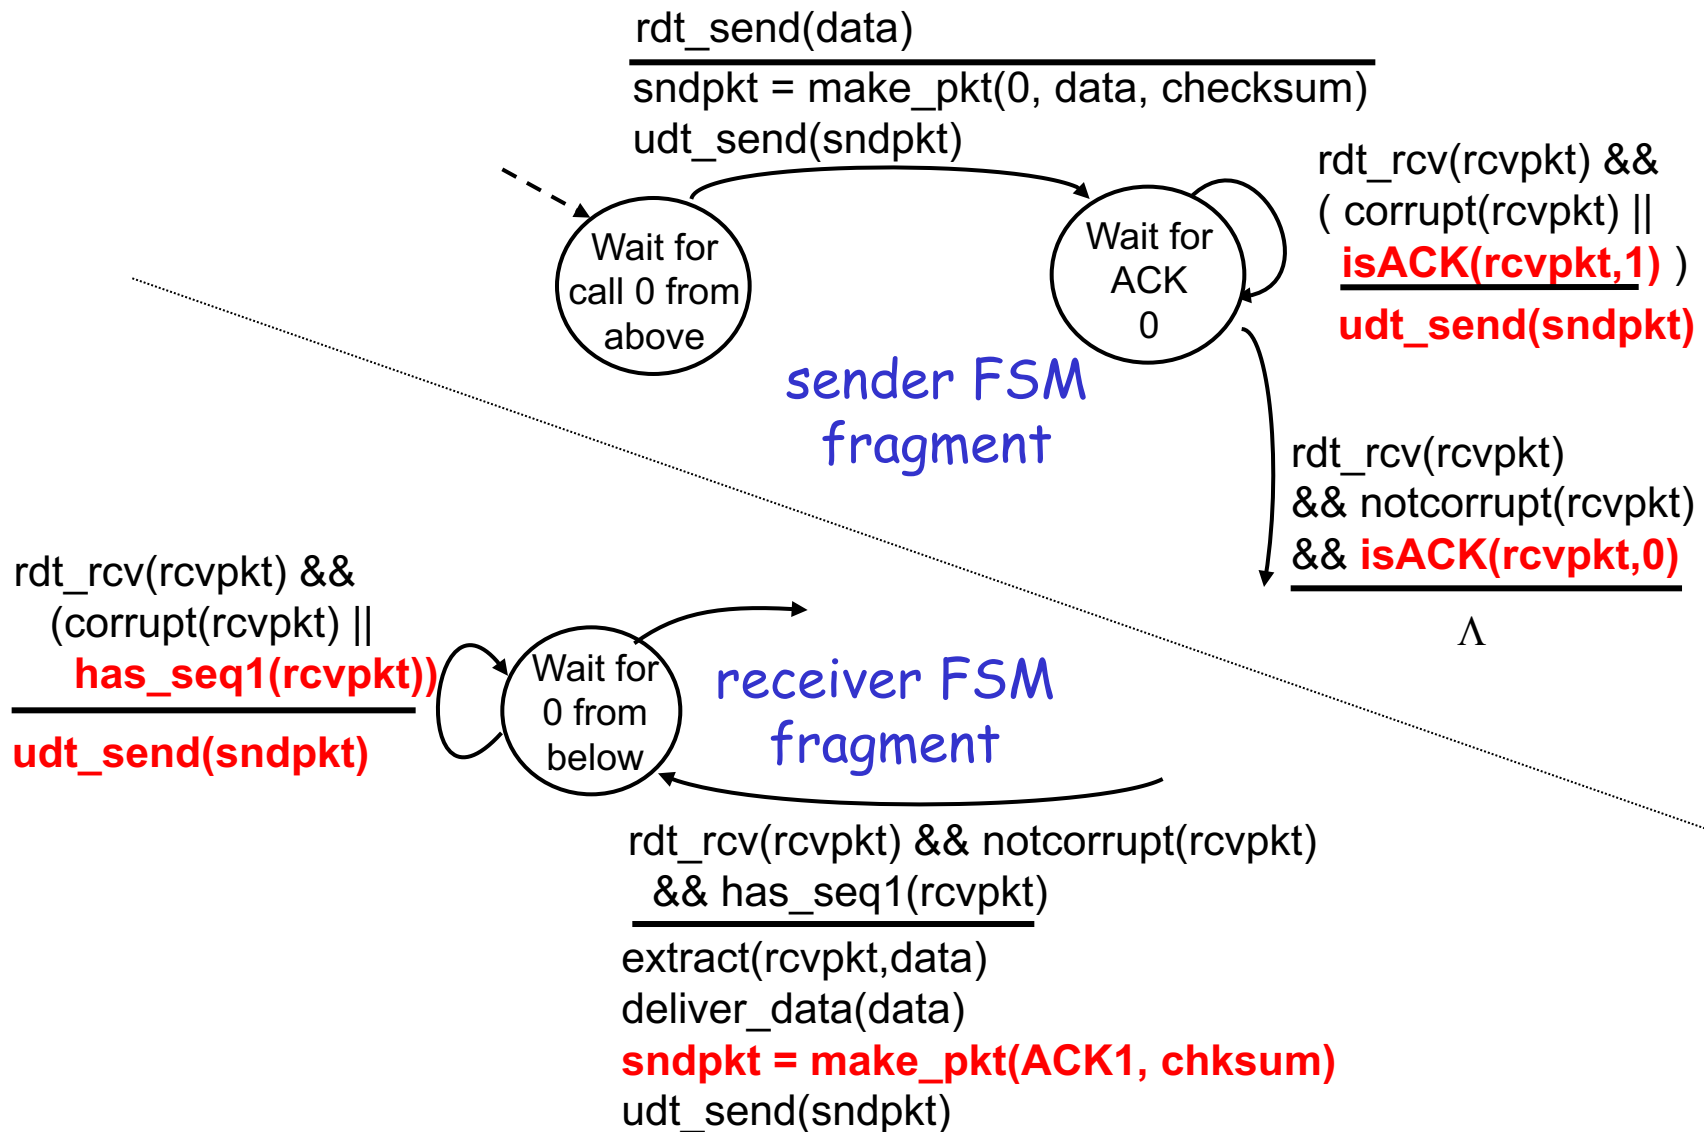 rdt_send(data)
sndpkt = make_pkt(0, data, checksum)
udt_send(sndpkt)
Wait for
call 0 from
above
Wait for
ACK
0
rdt_rcv(rcvpkt) &&
( corrupt(rcvpkt) ||
isACK(rcvpkt,1) )
udt_send(sndpkt)
sender FSM
fragment
rdt_rcv(rcvpkt)
&& notcorrupt(rcvpkt)
&& isACK(rcvpkt,0)
Λ
rdt_rcv(rcvpkt) &&
(corrupt(rcvpkt) ||
has_seq1(rcvpkt))
udt_send(sndpkt)
Wait for
0 from
below
receiver FSM
fragment
rdt_rcv(rcvpkt) && notcorrupt(rcvpkt)
&& has_seq1(rcvpkt)
extract(rcvpkt,data)
deliver_data(data)
sndpkt = make_pkt(ACK1, chksum)
udt_send(sndpkt)